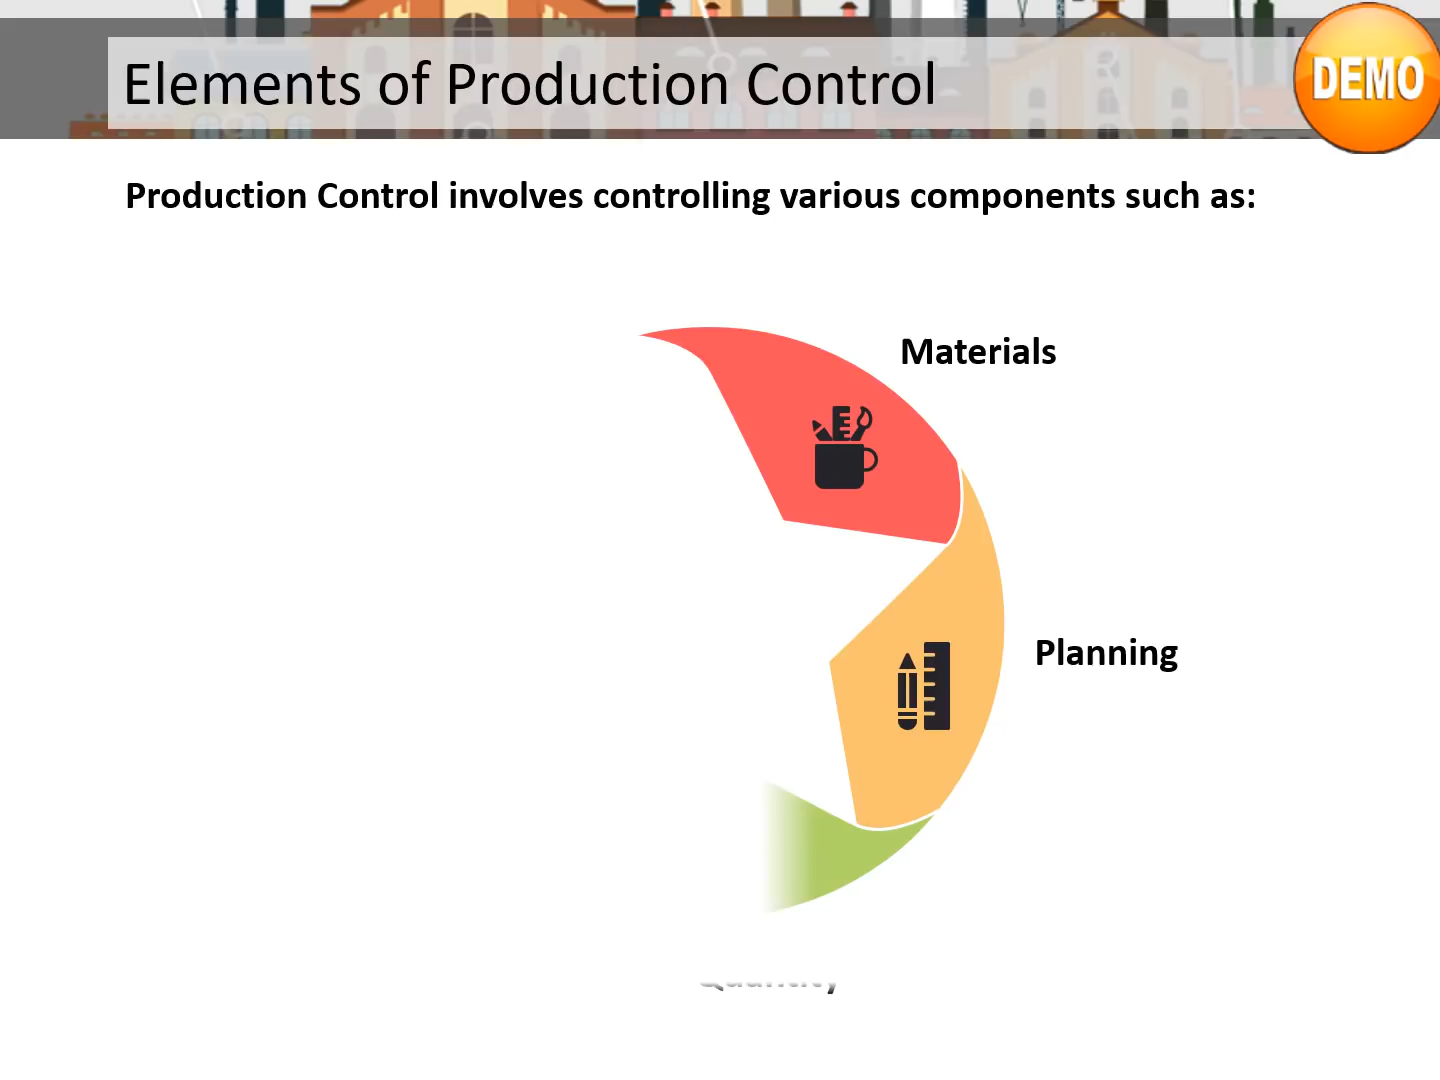 Elements of Production Control
DEMO
Production Control involves controlling various components such as:
Materials
Planning